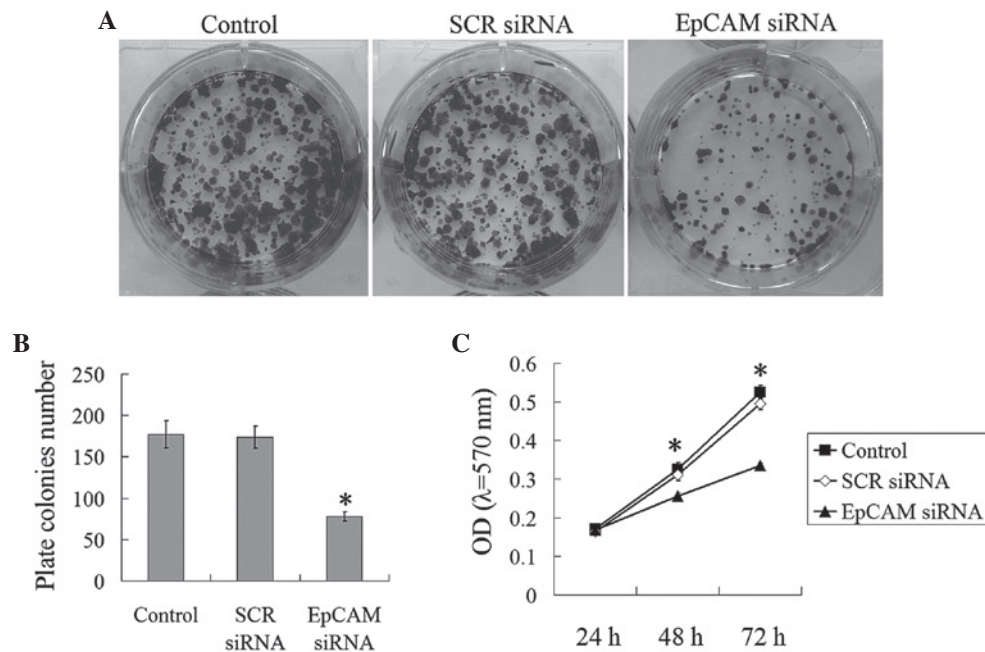 A
Control
SCR siRNA
EpCAM siRNA
B
Plate colonies number
250
200
150
100
50
0
*
Control
SCR
siRNA
EpCAM
siRNA
C
OD (λ=570 nm)
0.6
0.5
0.4
0.3
0.2
0.1
0
*
*
24 h
48 h
72 h
Control
SCR siRNA
EpCAM siRNA